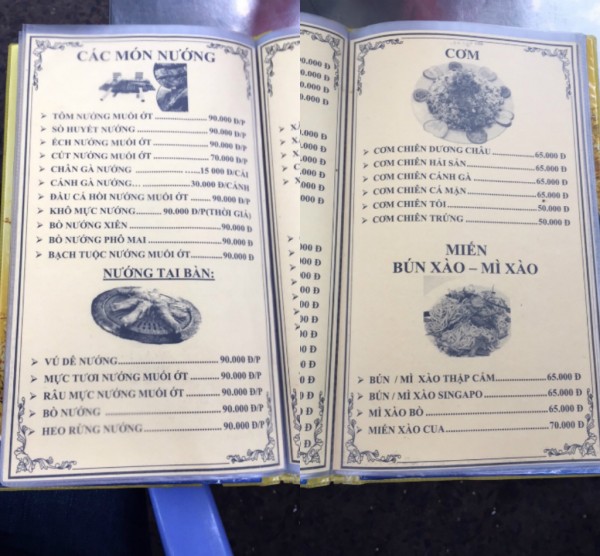 CÁC MÓN NƯỚNG
TÔM NƯỚNG MUỐI ỚT ................ 90.000 Đ/P
SÒ HUYẾT NƯỚNG ........................ 90.000 Đ/P
ẾCH NƯỚNG MUỐI ỚT ................ 90.000 Đ/P
CÚT NƯỚNG MUỐI ỚT ................ 70.000 Đ/P
CHÂN GÀ NƯỚNG ................ 15 000 Đ/CÁI
CÁNH GÀ NƯỚNG... ................ 30.000 Đ/CÁNH
ĐẦU CÁ HỒI NƯỚNG MUỐI ỚT ...... 90.000 Đ/P
KHÔ MỰC NƯỚNG ........ 90.000 Đ/P(THỜI GIÁ)
BÒ NƯỚNG XIÊN ........................ 90.000 Đ
BÒ NƯỚNG PHÔ MAI ................ 90.000 Đ
BẠCH TUỘC NƯỚNG MUỐI ỚT ........ 90.000 Đ
NƯỚNG TẠI BÀN:
VÚ DÊ NƯỚNG ........................ 90.000 Đ/P
MỰC TƯƠI NƯỚNG MUỐI ỚT ........ 90.000 Đ/P
RÂU MỰC NƯỚNG MUỐI ỚT ........ 90.000 Đ/P
BÒ NƯỚNG ................................ 90.000 Đ/P
HEO RỪNG NƯỚNG ................ 90.000 Đ/P
CƠM
CƠM CHIÊN DƯƠNG CHÂU ................ 65.000 Đ
CƠM CHIÊN HẢI SẢN ........................ 65.000 Đ
CƠM CHIÊN CÁNH GÀ ........................ 65.000 Đ
CƠM CHIÊN CÁ MẶN ........................ 65.000 Đ
CƠM CHIÊN TỎI ................................ 50.000 Đ
CƠM CHIÊN TRỨNG ........................ 50.000 Đ
MIẾN
BÚN XÀO – MÌ XÀO
BÚN / MÌ XÀO THẬP CẨM ................ 65.000 Đ
BÚN / MÌ XÀO SINGAPO ................ 65.000 Đ
MÌ XÀO BÒ ................................ 65.000 Đ
MIẾN XÀO CUA ........................ 70.000 Đ